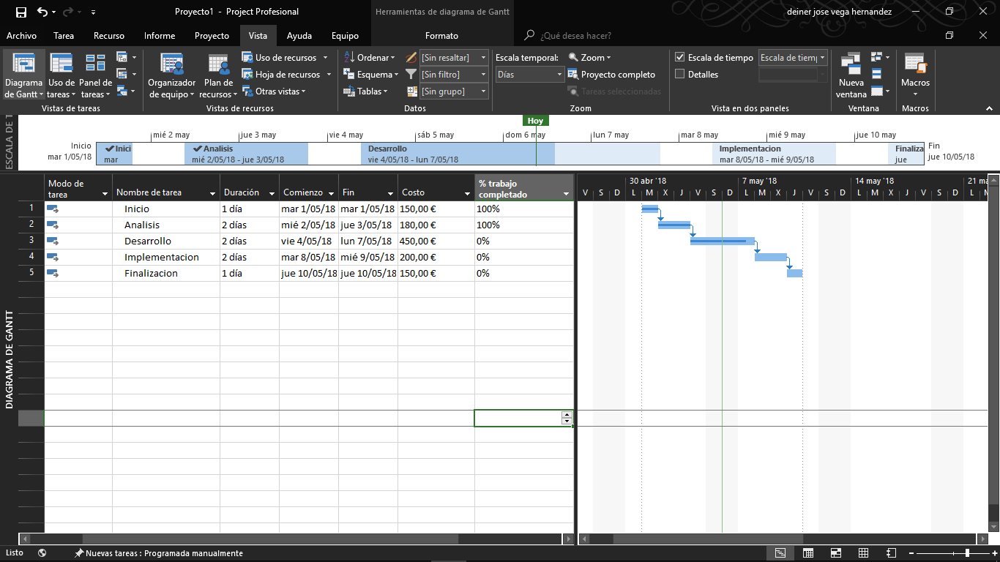 Proyecto1 - Project Profesional
Herramientas de diagrama de Gantt
deiner jose vega hernandez
Archivo Tarea Recurso Informe Proyecto Vista Ayuda Equipo Formato ¿Qué desea hacer?
Diagrama de Gantt
Uso de tareas
Panel de tareas
Vistas de tareas
Organizador de equipo
Plan de recursos
Uso de recursos
Hoja de recursos
Otras vistas
Vistas de recursos
Ordenar
Esquema
Tablas
[Sin resaltar]
[Sin filtro]
[Sin grupo]
Datos
Escala temporal:
Días
Zoom
Proyecto completo
Tareas seleccionadas
Zoom
Escala de tiempo
Escala de tiem
Detalles
Vista en dos paneles
Nueva ventana
Ventana
Macros
Macros
ESCALA DE T
Hoy
mié 2 may jue 3 may vie 4 may sáb 5 may dom 6 may lun 7 may mar 8 may mié 9 may jue 10 may
Inicio
mar 1/05/18
Inici
mar
Analisis
mié 2/05/18 - jue 3/05/18
Desarrollo
vie 4/05/18 - lun 7/05/18
Implementacion
mar 8/05/18 - mié 9/05/18
Finaliza
jue
Fin
jue 10/05/18
DIAGRAMA DE GANTT
Modo de tarea Nombre de tarea Duración Comienzo Fin Costo % trabajo completado
1 Inicio 1 día mar 1/05/18 mar 1/05/18 150,00 € 100%
2 Analisis 2 días mié 2/05/18 jue 3/05/18 180,00 € 100%
3 Desarrollo 2 días vie 4/05/18 lun 7/05/18 450,00 € 0%
4 Implementacion 2 días mar 8/05/18 mié 9/05/18 200,00 € 0%
5 Finalizacion 1 día jue 10/05/18 jue 10/05/18 150,00 € 0%
30 abr '18 7 may '18 14 may '18 21 ma
V S D L M X J V S D L M X J V S D L M X J V S D L M
Listo
Nuevas tareas : Programada manualmente